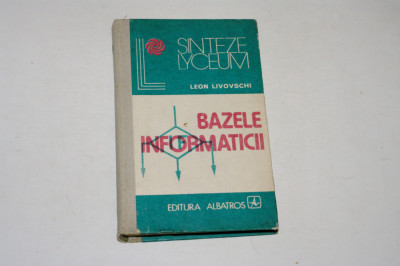 SINTEZE
LYCEUM
LEON LIVOVSCHI
BAZELE
INFORMATICII
EDITURA ALBATROS